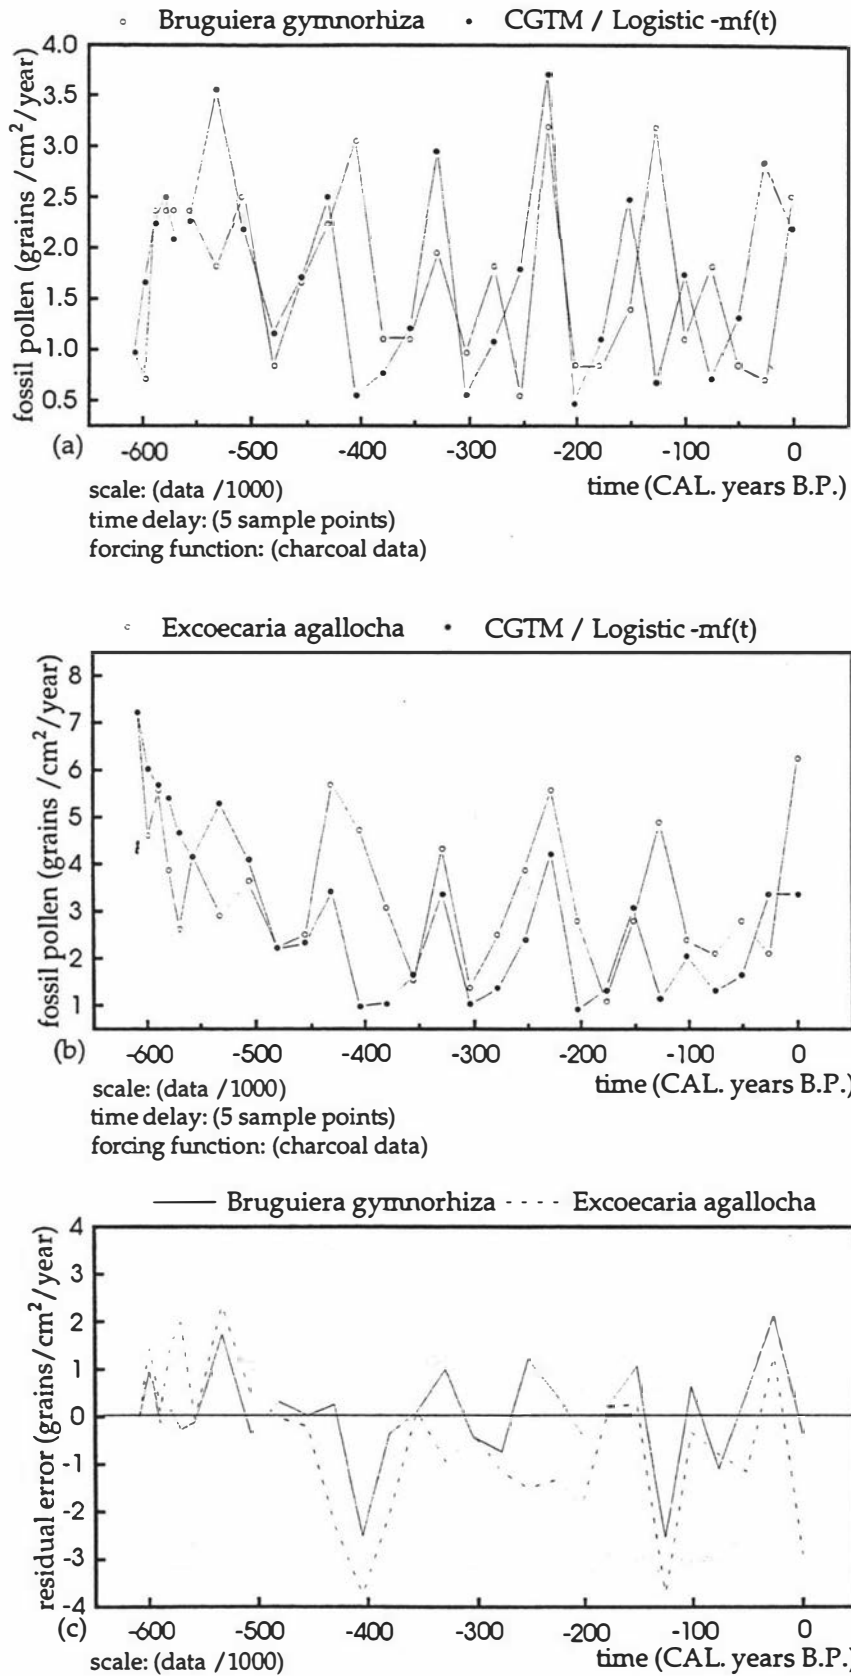 ◦ Bruguiera gymnorhiza • CGTM / Logistic -mf(t)
fossil pollen (grains /cm²/year)
4.0
3.5
3.0
2.5
2.0
1.5
1.0
0.5
(a)
-600 -500 -400 -300 -200 -100 0
scale: (data /1000) time (CAL. years B.P.)
time delay: (5 sample points)
forcing function: (charcoal data)
◦ Excoecaria agallocha • CGTM / Logistic -mf(t)
fossil pollen (grains /cm²/year)
8
7
6
5
4
3
2
1
(b)
-600 -500 -400 -300 -200 -100 0
scale: (data /1000) time (CAL. years B.P.)
time delay: (5 sample points)
forcing function: (charcoal data)
Bruguiera gymnorhiza - - - - Excoecaria agallocha
residual error (grains/cm²/year)
4
3
2
1
0
-1
-2
-3
-4
(c)
-600 -500 -400 -300 -200 -100 0
scale: (data /1000) time (CAL. years B.P.)